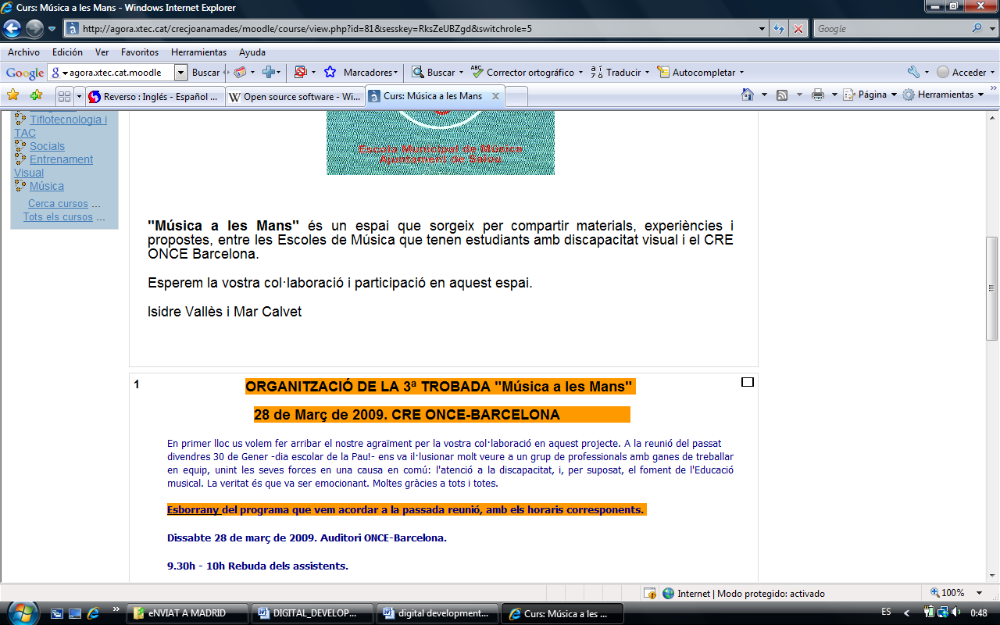 Curs: Música a les Mans - Windows Internet Explorer
http://agora.xtec.cat/crecjoanamades/moodle/course/view.php?id=81&sesskey=RksZeUBZgd&switchrole=5
Google
Archivo Edición Ver Favoritos Herramientas Ayuda
Google agora.xtec.cat.moodle Buscar Marcadores Buscar Corrector ortográfico Traducir Autocompletar Acceder
Reverso : Inglés - Español ... Open source software - Wi... Curs: Música a les Mans Página Herramientas
Tiflotecnologia i
TAC
Socials
Entrenament
Visual
Música
Cerca cursos ...
Tots els cursos ...
Escola Municipal de Música
Ajuntament de Salou
"Música a les Mans" és un espai que sorgeix per compartir materials, experiències i
propostes, entre les Escoles de Música que tenen estudiants amb discapacitat visual i el CRE
ONCE Barcelona.
Esperem la vostra col·laboració i participació en aquest espai.
Isidre Vallès i Mar Calvet
1
ORGANITZACIÓ DE LA 3ª TROBADA "Música a les Mans"
28 de Març de 2009. CRE ONCE-BARCELONA
En primer lloc us volem fer arribar el nostre agraïment per la vostra col·laboració en aquest projecte. A la reunió del passat
divendres 30 de Gener -dia escolar de la Pau!- ens va il·lusionar molt veure a un grup de professionals amb ganes de treballar
en equip, unint les seves forces en una causa en comú: l'atenció a la discapacitat, i, per suposat, el foment de l'Educació
musical. La veritat és que va ser emocionant. Moltes gràcies a tots i totes.
Esborrany del programa que vem acordar a la passada reunió, amb els horaris corresponents.
Dissabte 28 de març de 2009. Auditori ONCE-Barcelona.
9.30h - 10h Rebuda dels assistents.
Internet | Modo protegido: activado 100%
eNVIAT A MADRID DIGITAL_DEVELOP... digital development... Curs: Música a les ... ES 0:48